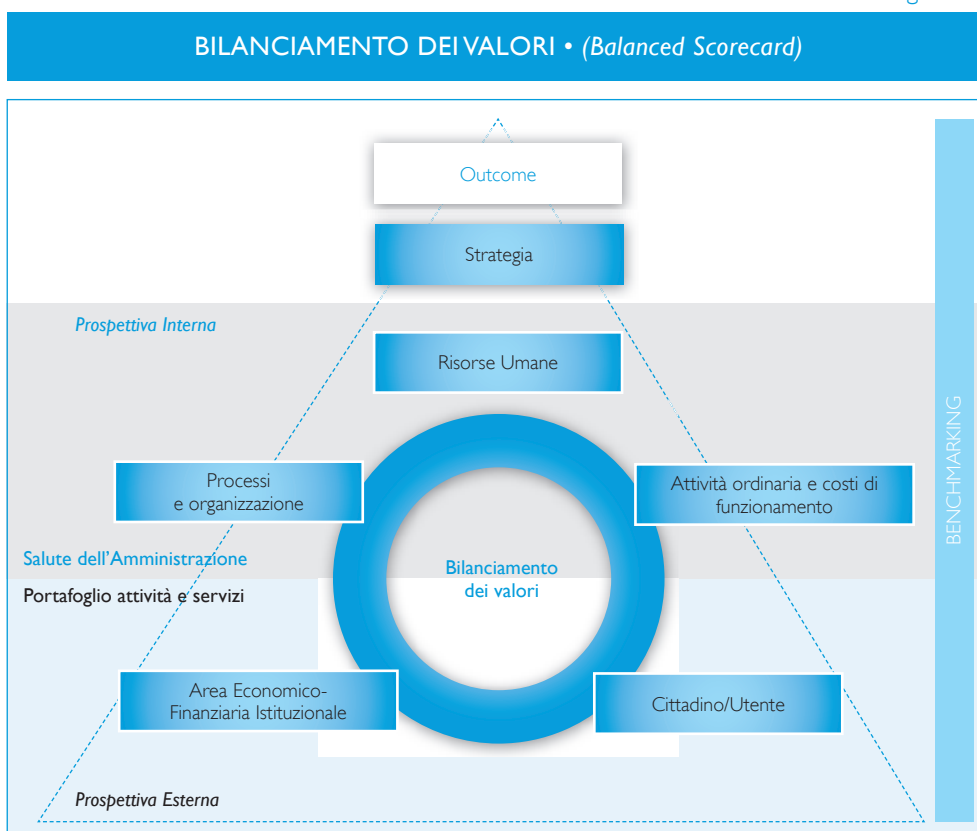 BILANCIAMENTO DEI VALORI • (Balanced Scorecard)
Outcome
Strategia
Prospettiva Interna
Risorse Umane
Processi
e organizzazione
Attività ordinaria e costi di
funzionamento
BENCHMARKING
Salute dell'Amministrazione
Bilanciamento
dei valori
Portafoglio attività e servizi
Area Economico-
Finanziaria Istituzionale
Cittadino/Utente
Prospettiva Esterna